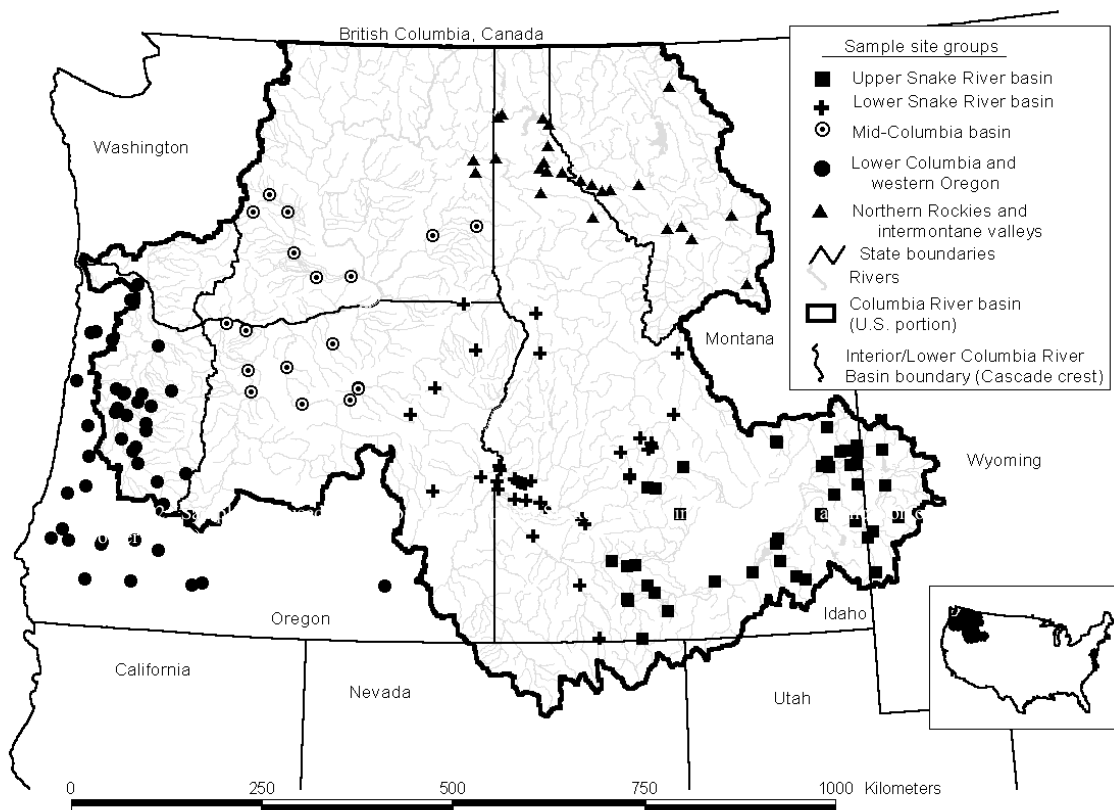 British Columbia, Canada
Washington
Sample site groups
Upper Snake River basin
Lower Snake River basin
Mid-Columbia basin
Lower Columbia and
western Oregon
Northern Rockies and
intermontane valleys
State boundaries
Rivers
Columbia River basin
(U.S. portion)
Interior/Lower Columbia River
Basin boundary (Cascade crest)
Montana
Wyoming
Oregon
Idaho
California
Nevada
Utah
0 250 500 750 1000 Kilometers